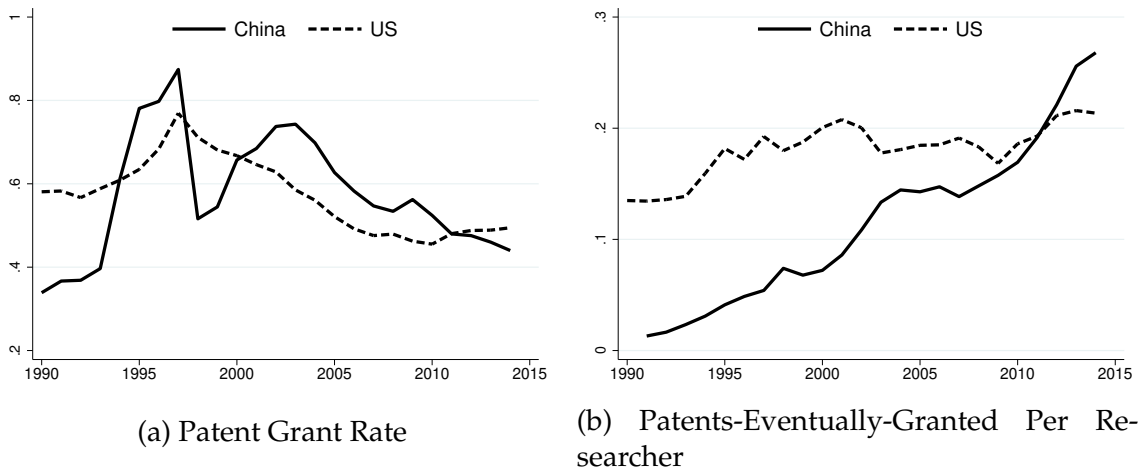 China US
1
.8
.6
.4
.2
1990 1995 2000 2005 2010 2015
(a) Patent Grant Rate
China US
.3
.2
.1
0
1990 1995 2000 2005 2010 2015
(b) Patents-Eventually-Granted Per Re-
searcher